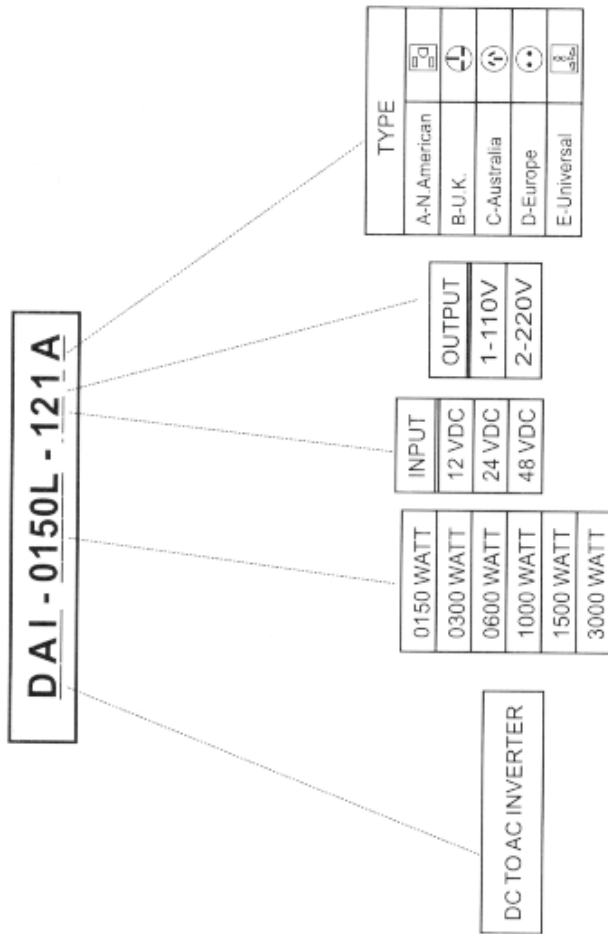 DAI - 0150L - 121A
DC TO AC INVERTER
0150 WATT
0300 WATT
0600 WATT
1000 WATT
1500 WATT
3000 WATT
INPUT
12 VDC
24 VDC
48 VDC
OUTPUT
1-110V
2-220V
TYPE
A-N.American
B-U.K.
C-Australia
D-Europe
E-Universal